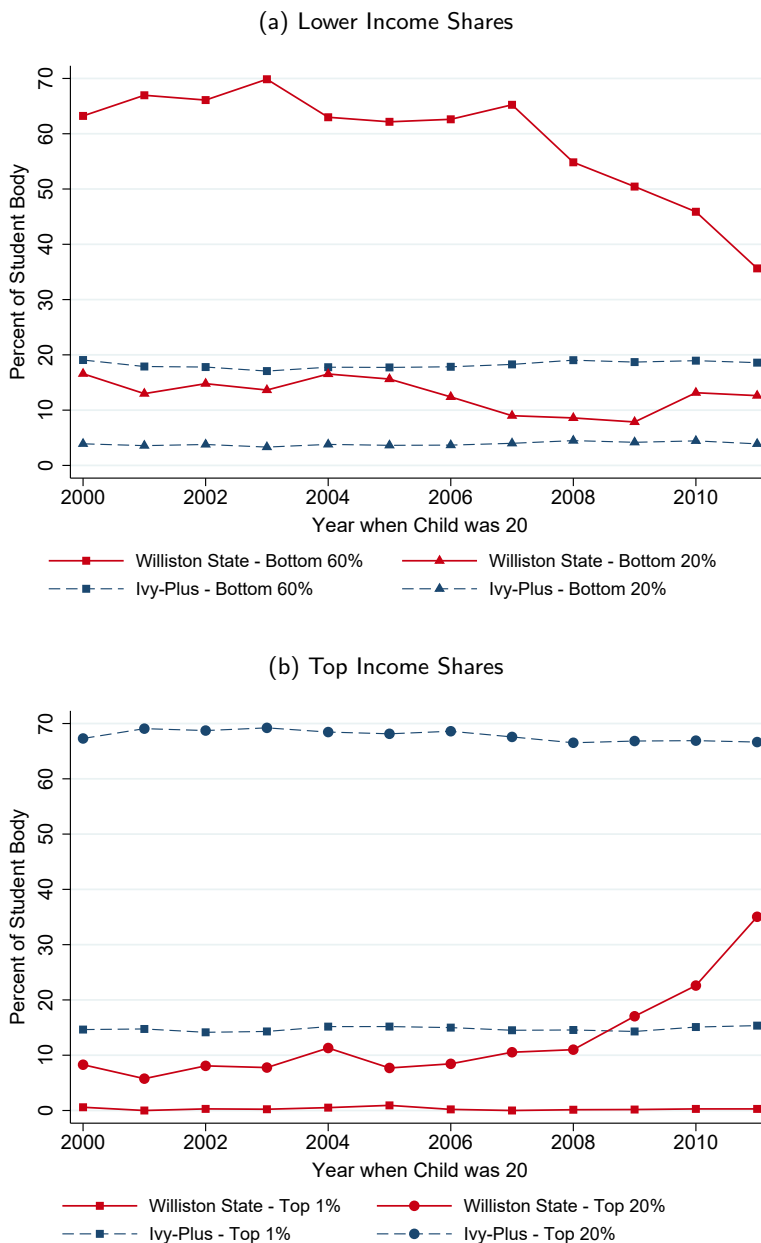 (a) Lower Income Shares
70
60
50
40
30
20
10
0
Percent of Student Body
2000 2002 2004 2006 2008 2010
Year when Child was 20
Williston State - Bottom 60% Williston State - Bottom 20%
Ivy-Plus - Bottom 60% Ivy-Plus - Bottom 20%
(b) Top Income Shares
70
60
50
40
30
20
10
0
Percent of Student Body
2000 2002 2004 2006 2008 2010
Year when Child was 20
Williston State - Top 1% Williston State - Top 20%
Ivy-Plus - Top 1% Ivy-Plus - Top 20%